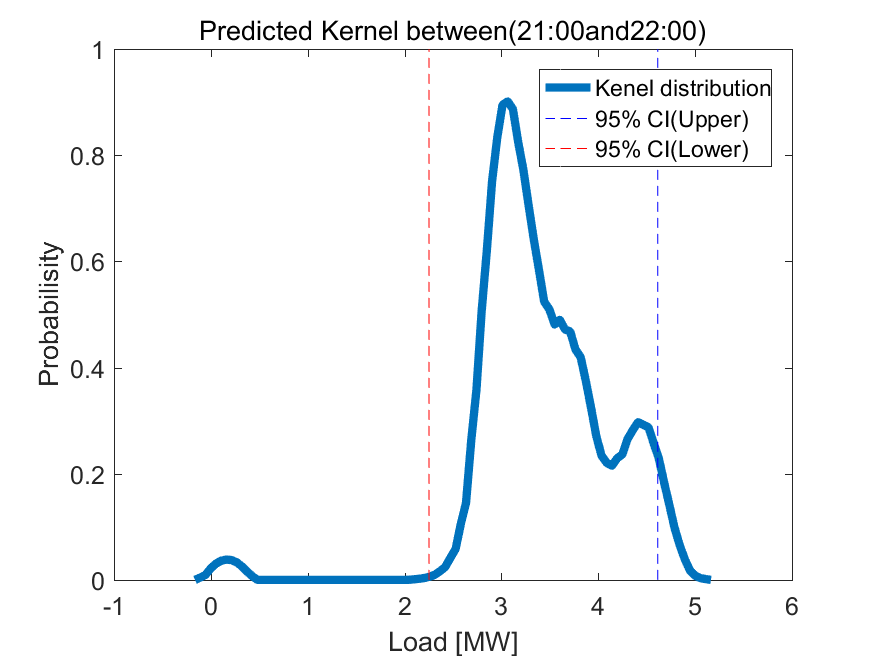 Predicted Kernel between(21:00and22:00)
1
0.8
0.6
0.4
0.2
0
Probabilisity
Kenel distribution
95% CI(Upper)
95% CI(Lower)
-1 0 1 2 3 4 5 6
Load [MW]